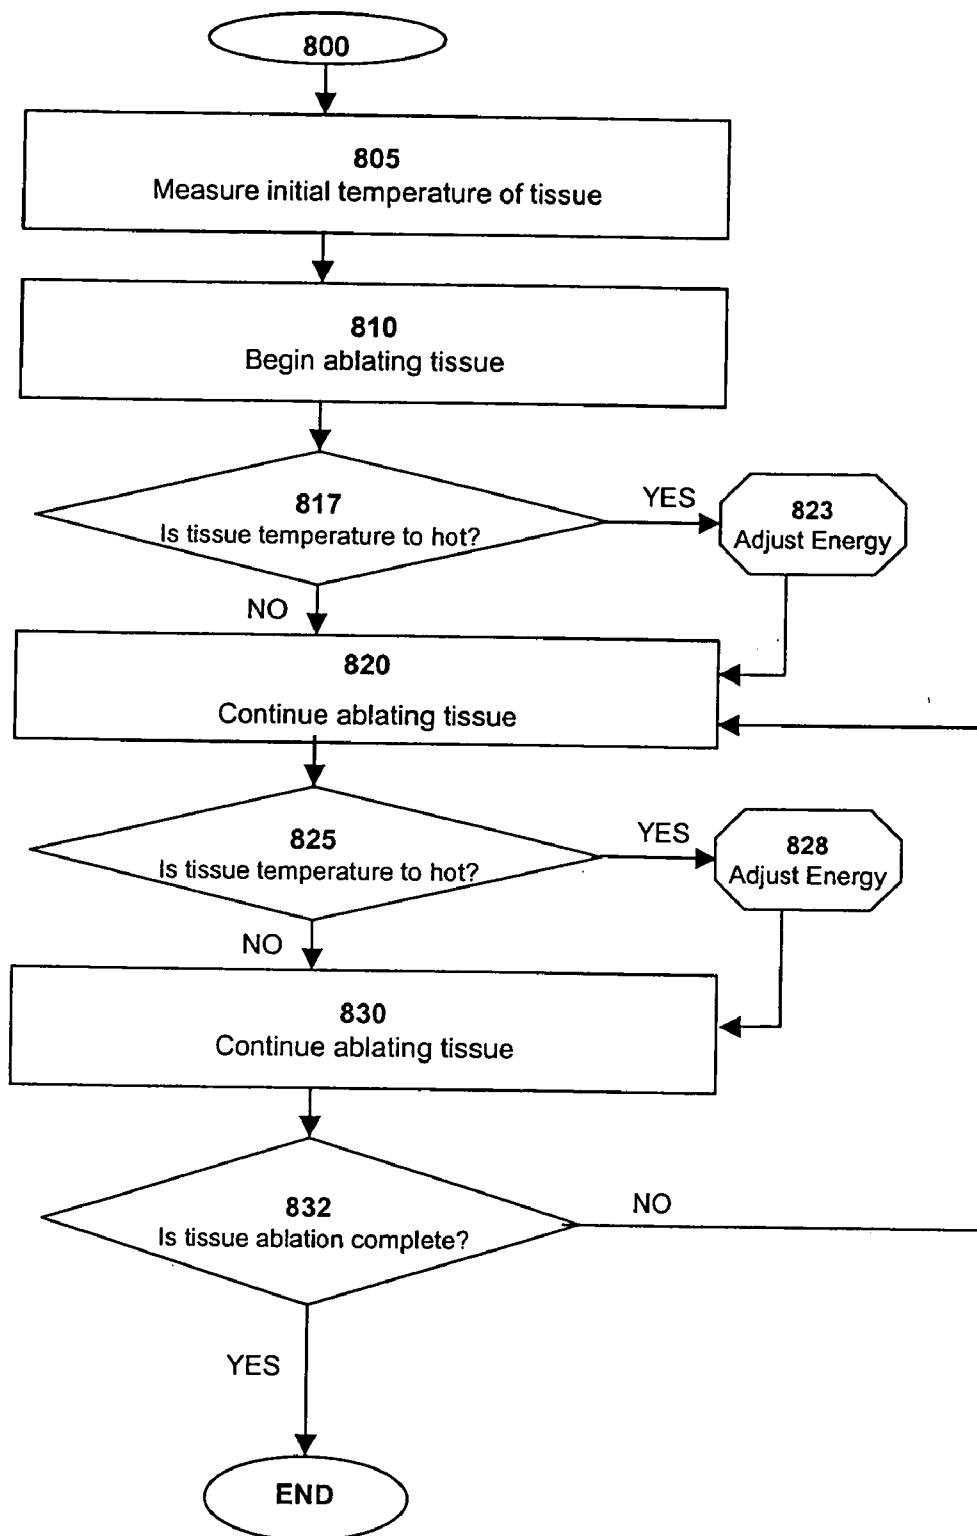 800
805
Measure initial temperature of tissue
810
Begin ablating tissue
817
Is tissue temperature to hot?
YES
823
Adjust Energy
NO
820
Continue ablating tissue
825
Is tissue temperature to hot?
YES
828
Adjust Energy
NO
830
Continue ablating tissue
832
Is tissue ablation complete?
NO
YES
END